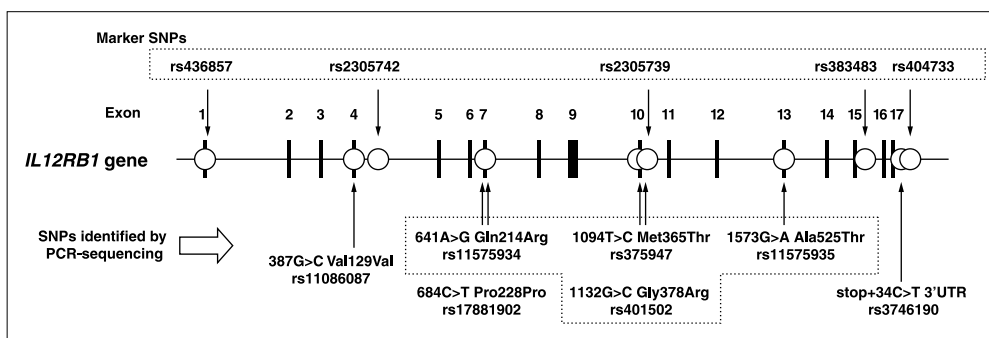 Marker SNPs
rs436857 rs2305742 rs2305739 rs383483 rs404733
Exon 1 2 3 4 5 6 7 8 9 10 11 12 13 14 15 16 17
IL12RB1 gene
SNPs identified by
PCR-sequencing
387G>C Val129Val
rs11086087
641A>G Gln214Arg
rs11575934
684C>T Pro228Pro
rs17881902
1094T>C Met365Thr
rs375947
1132G>C Gly378Arg
rs401502
1573G>A Ala525Thr
rs11575935
stop+34C>T 3'UTR
rs3746190